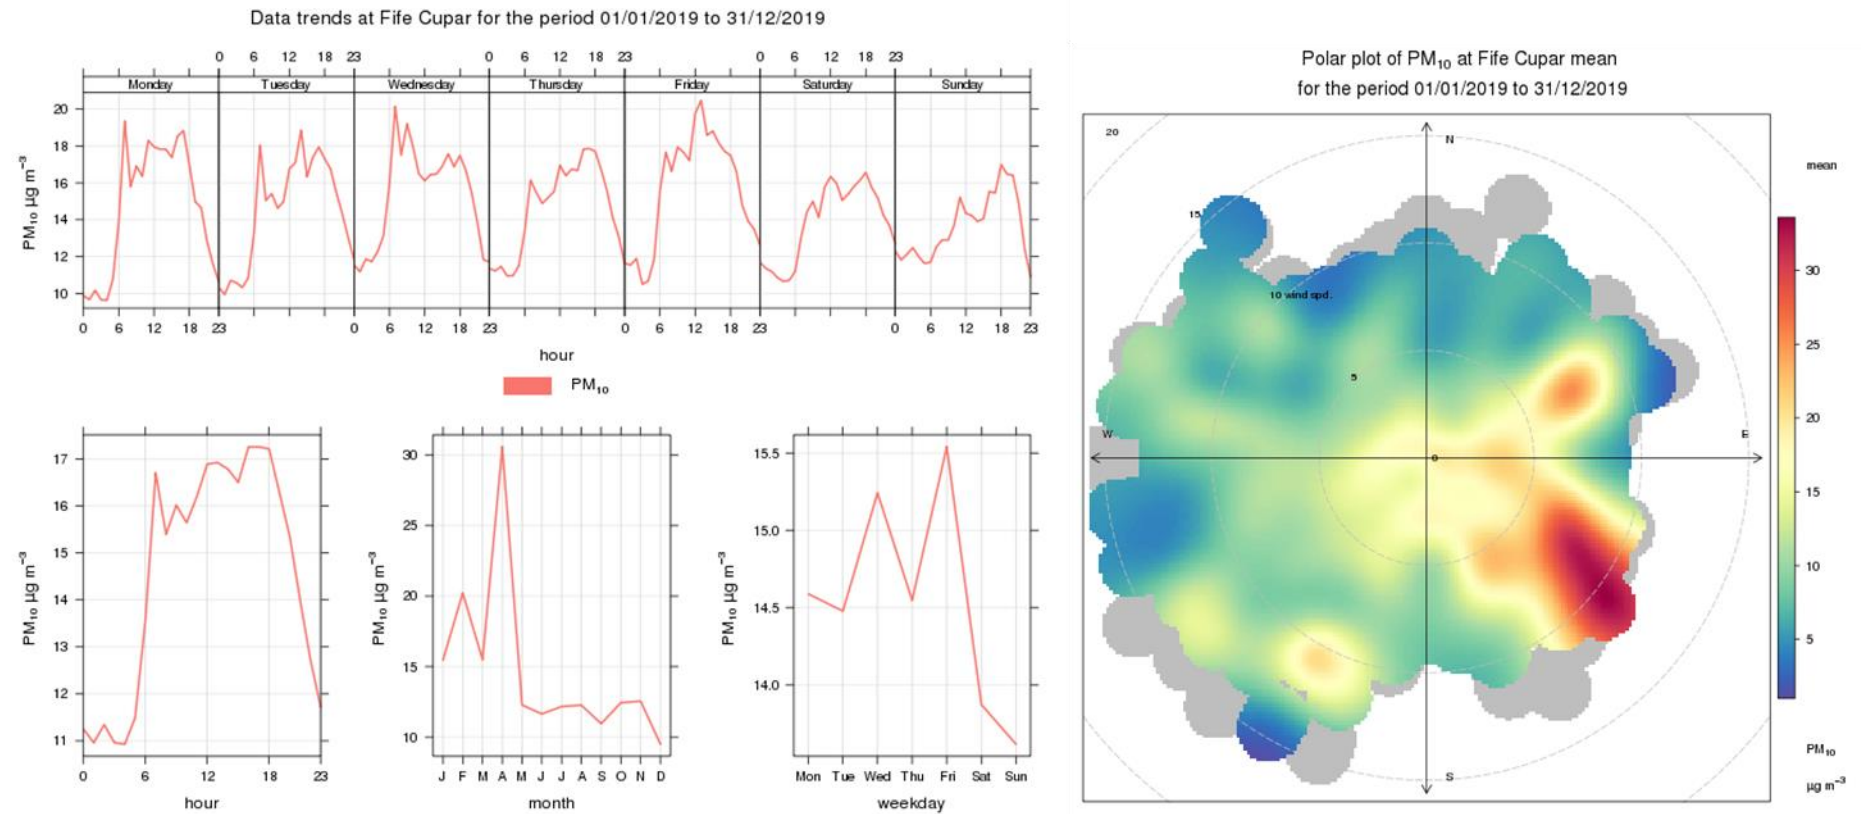 Data trends at Fife Cupar for the period 01/01/2019 to 31/12/2019
0 6 12 18 23 0 6 12 18 23 0 6 12 18 23
Monday Tuesday Wednesday Thursday Friday Saturday Sunday
PM₁₀ µg m⁻³
20
18
16
14
12
10
0 6 12 18 23 0 6 12 18 23 0 6 12 18 23 0 6 12 18 23
hour
PM₁₀
PM₁₀ µg m⁻³
17
16
15
14
13
12
11
0 6 12 18 23
hour
PM₁₀ µg m⁻³
30
25
20
15
10
J F M A M J J A S O N D
month
PM₁₀ µg m⁻³
15.5
15.0
14.5
14.0
Mon Tue Wed Thu Fri Sat Sun
weekday
Polar plot of PM₁₀ at Fife Cupar mean
for the period 01/01/2019 to 31/12/2019
20
N
15
10 wind spd.
5
W
E
0
S
mean
30
25
20
15
10
5
PM₁₀
µg m⁻³